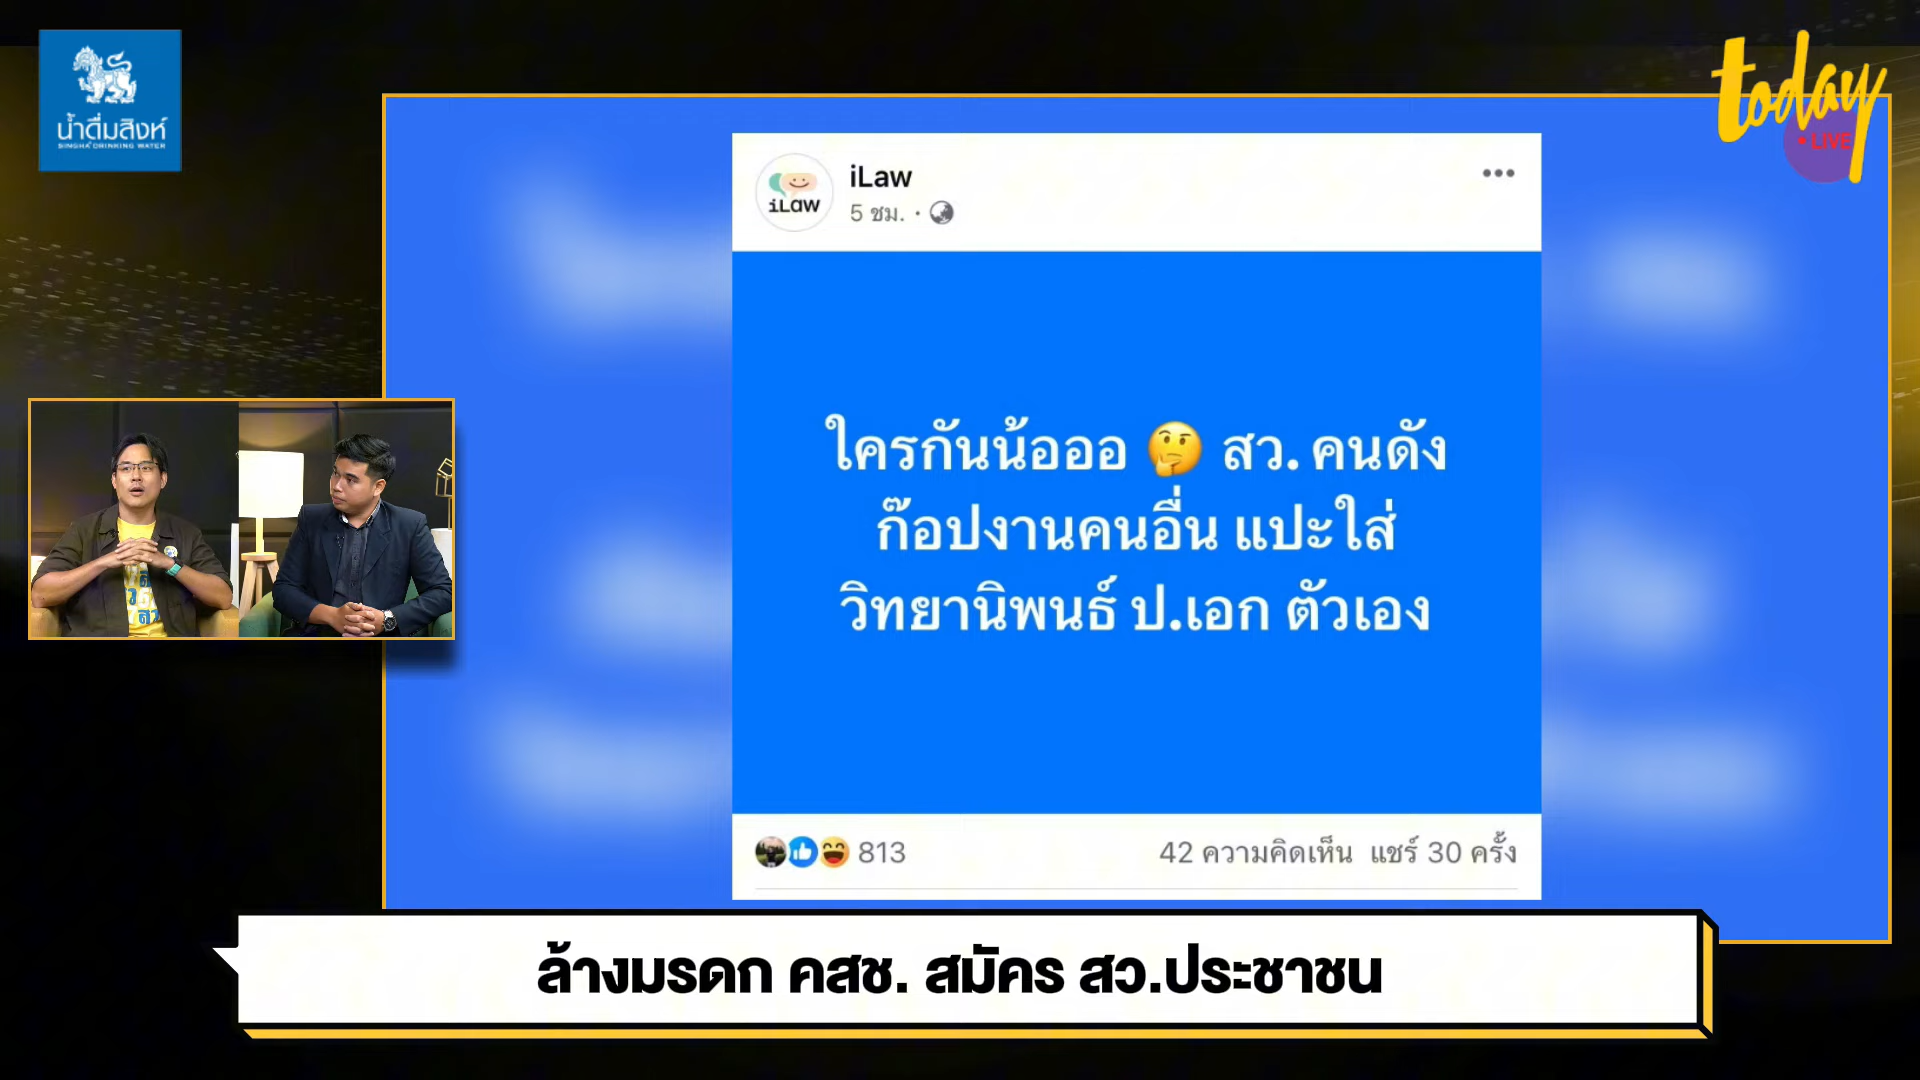 น้ำดื่มสิงห์
SINGHA DRINKING WATER
today
LIVE
iLaw
iLaw
5 ชม.
ใครกันน้อออ 🤔 สว. คนดัง
ก๊อปงานคนอื่น แปะใส่
วิทยานิพนธ์ ป.เอก ตัวเอง
813
42 ความคิดเห็น แชร์ 30 ครั้ง
ล้างมรดก คสช. สมัคร สว.ประชาชน